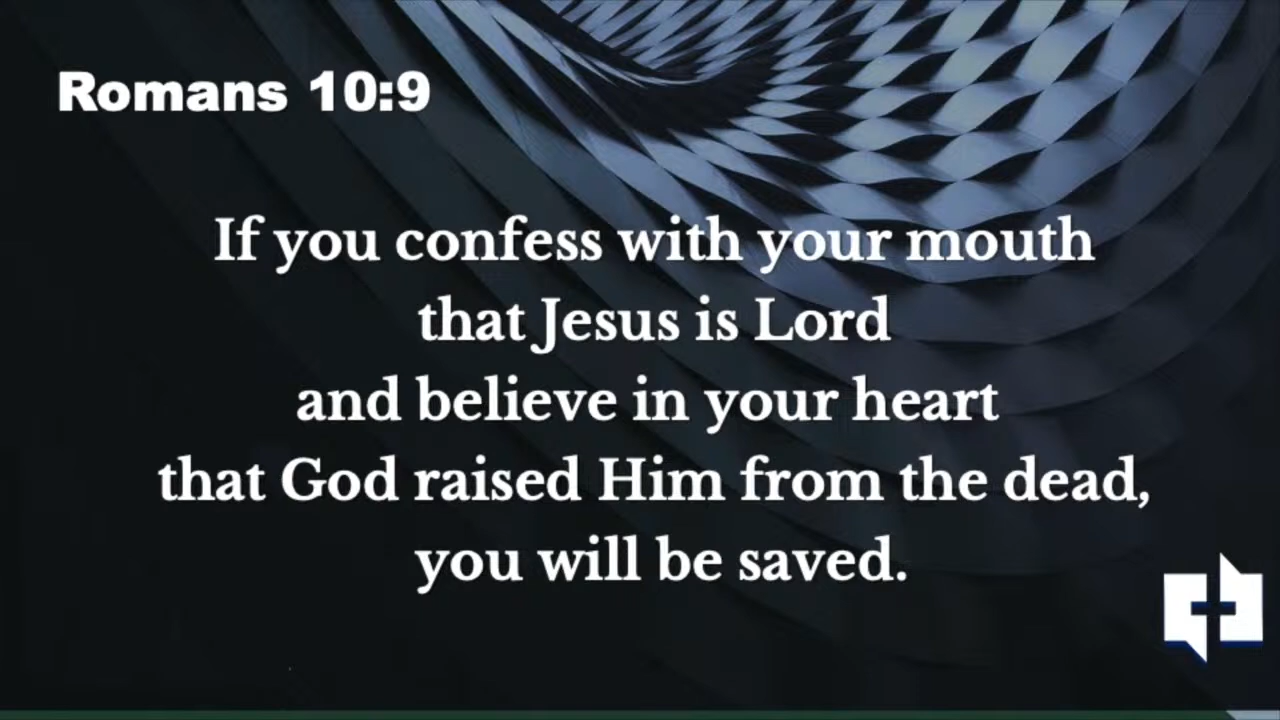 Romans 10:9
If you confess with your mouth
that Jesus is Lord
and believe in your heart
that God raised Him from the dead,
you will be saved.